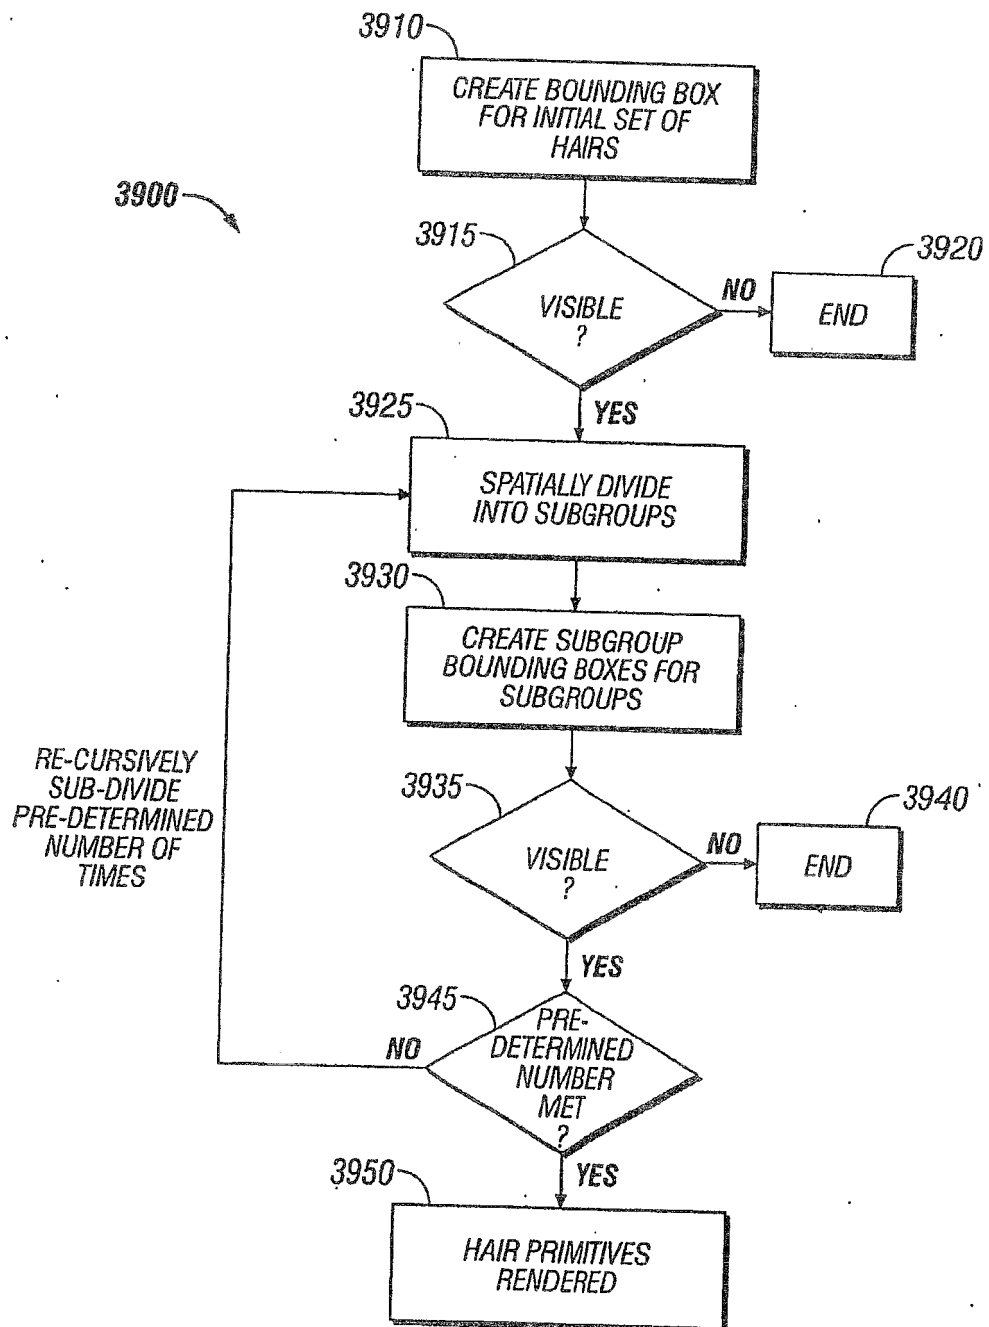 3910
CREATE BOUNDING BOX
FOR INITIAL SET OF
HAIRS
3900
3915
VISIBLE
?
NO
3920
END
YES
3925
SPATIALLY DIVIDE
INTO SUBGROUPS
3930
CREATE SUBGROUP
BOUNDING BOXES FOR
SUBGROUPS
RE-CURSIVELY
SUB-DIVIDE
PRE-DETERMINED
NUMBER OF
TIMES
3935
VISIBLE
?
NO
3940
END
YES
3945
PRE-
DETERMINED
NUMBER
MET
?
NO
YES
3950
HAIR PRIMITIVES
RENDERED